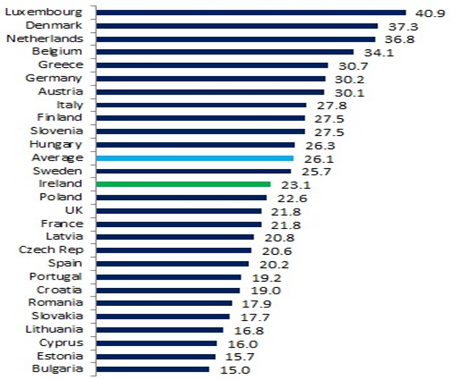 Luxembourg 40.9
Denmark 37.3
Netherlands 36.8
Belgium 34.1
Greece 30.7
Germany 30.2
Austria 30.1
Italy 27.8
Finland 27.5
Slovenia 27.5
Hungary 26.3
Average 26.1
Sweden 25.7
Ireland 23.1
Poland 22.6
UK 21.8
France 21.8
Latvia 20.8
Czech Rep 20.6
Spain 20.2
Portugal 19.2
Croatia 19.0
Romania 17.9
Slovakia 17.7
Lithuania 16.8
Cyprus 16.0
Estonia 15.7
Bulgaria 15.0